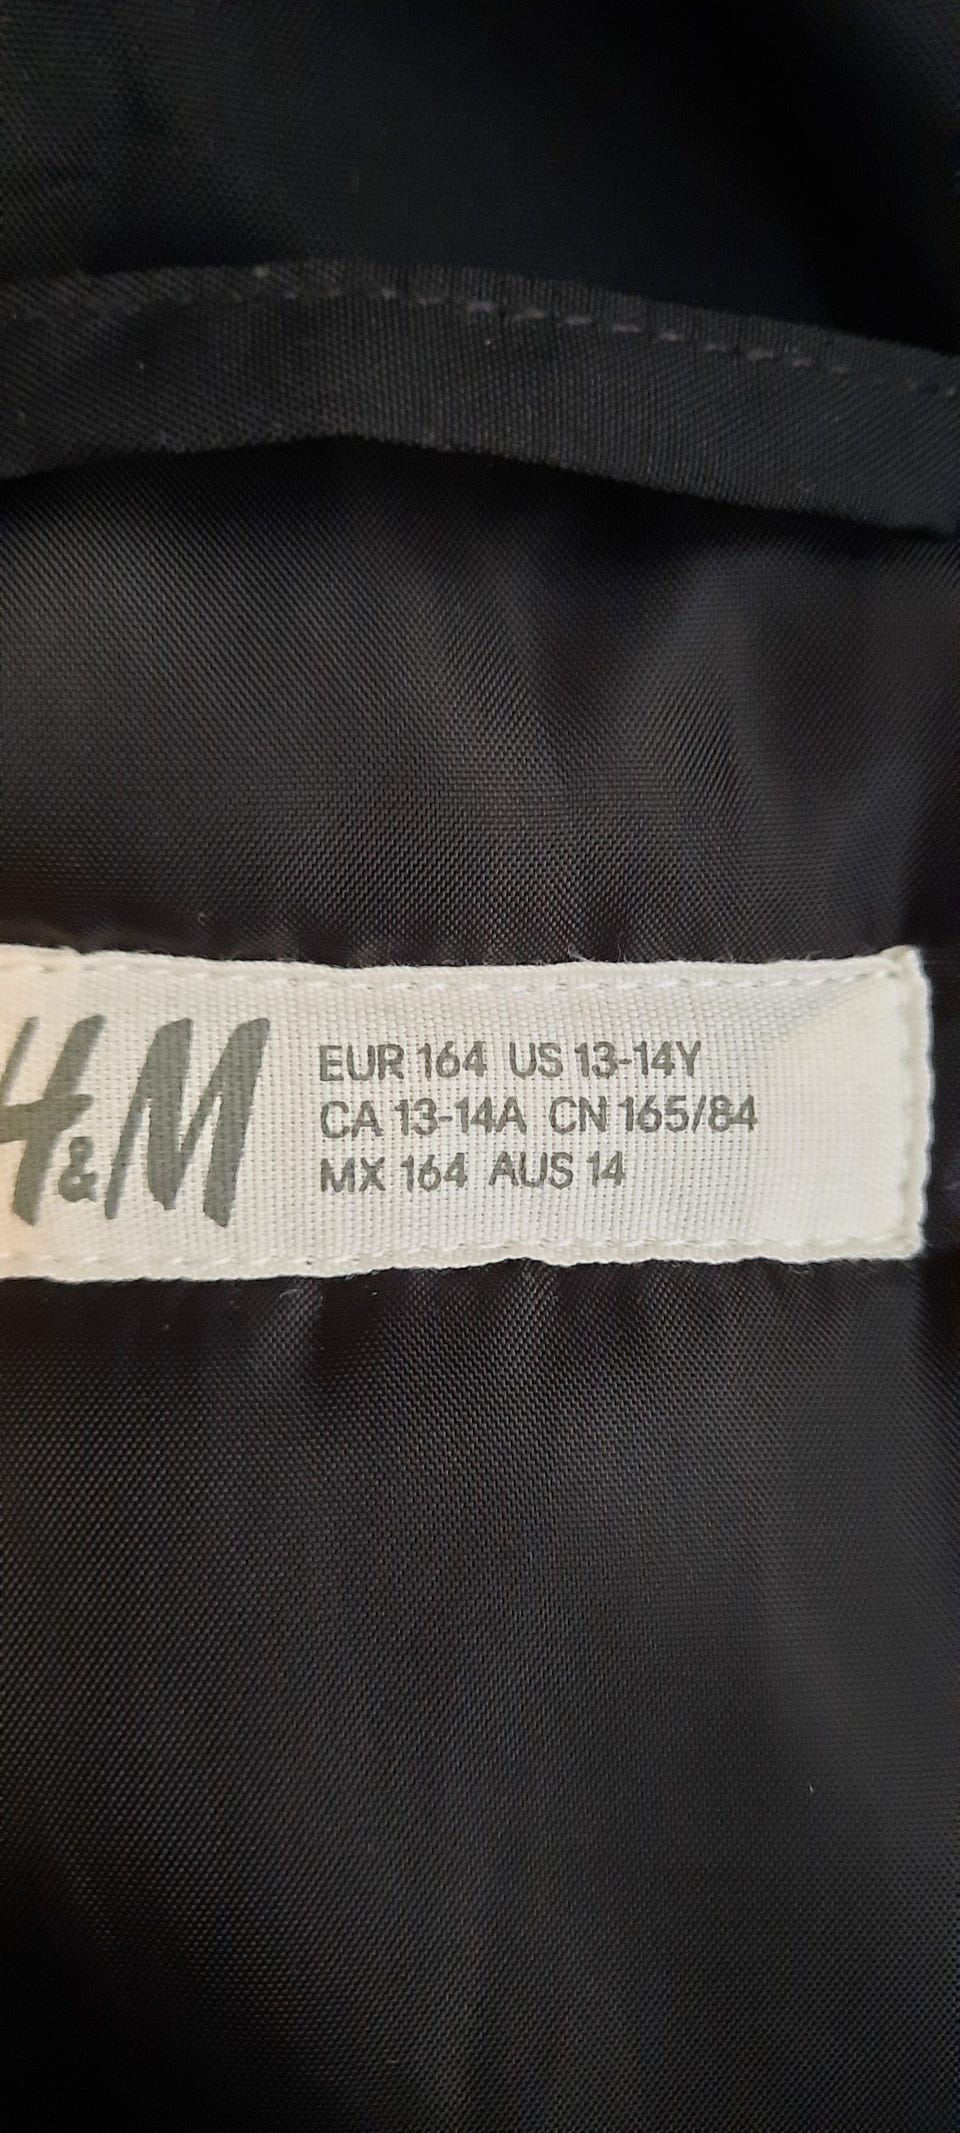 H&M
EUR 164 US 13-14Y
CA 13-14A CN 165/84
MX 164 AUS 14